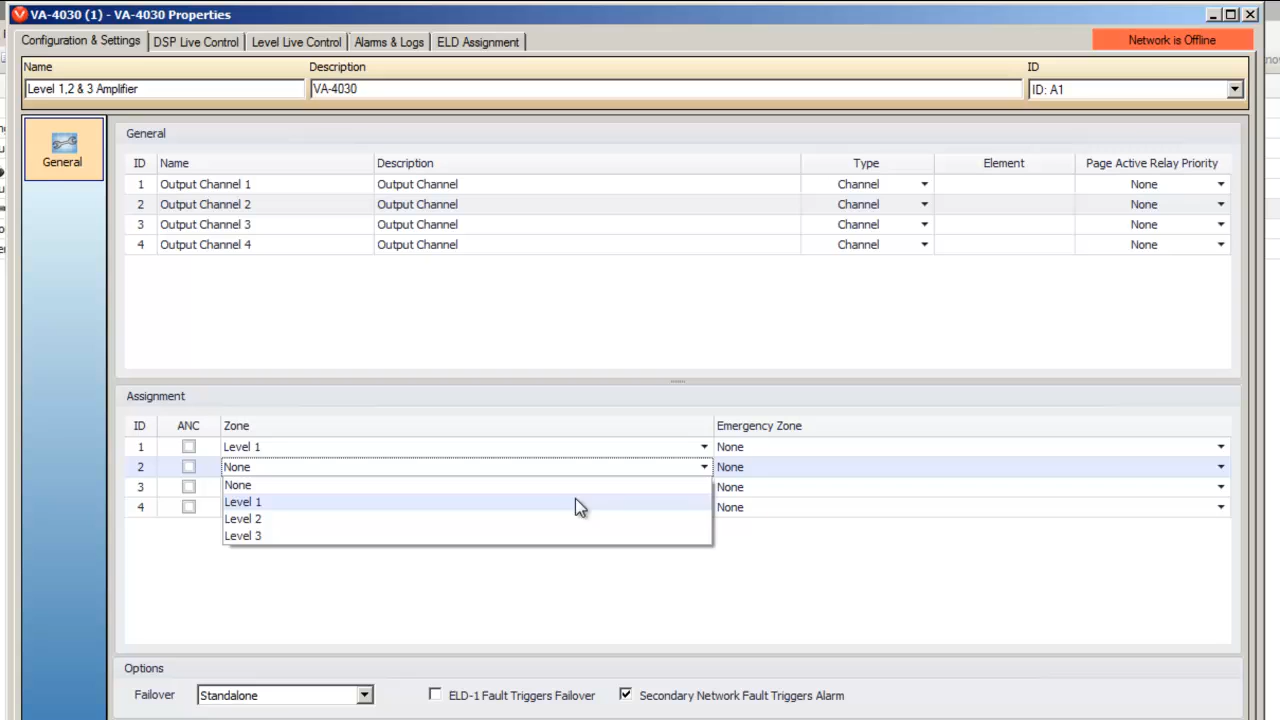 VA-4030 (1) - VA-4030 Properties
Configuration & Settings DSP Live Control Level Live Control Alarms & Logs ELD Assignment Network is Offline
Name Description ID
Level 1,2 & 3 Amplifier VA-4030 ID: A1
General
General
ID Name Description Type Element Page Active Relay Priority
1 Output Channel 1 Output Channel Channel None
2 Output Channel 2 Output Channel Channel None
3 Output Channel 3 Output Channel Channel None
4 Output Channel 4 Output Channel Channel None
Assignment
ID ANC Zone Emergency Zone
1 Level 1 None
2 None None
3 None
4 None
None
Level 1
Level 2
Level 3
Options
Failover Standalone ELD-1 Fault Triggers Failover Secondary Network Fault Triggers Alarm